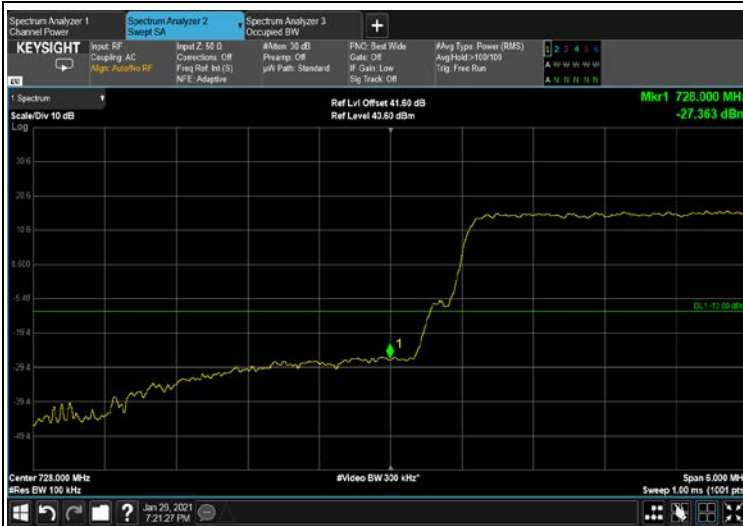 Spectrum Analyzer 1
Channel Power
Spectrum Analyzer 2
Swept SA
Spectrum Analyzer 3
Occupied BW
+
KEYSIGHT
Input: RF
Coupling: AC
Align: Auto/No RF
Input Z: 50 Ω
Corrections: Off
Freq Ref: Int (S)
NFE: Adaptive
#Atten: 30 dB
Preamp: Off
µW Path: Standard
PNO: Best Wide
Gate: Off
IF Gain: Low
Sig Track: Off
#Avg Type: Power (RMS)
Avg|Hold:>100/100
Trig: Free Run
1 2 3 4 5 6
A W W W W W
A N N N N N
1 Spectrum
Scale/Div 10 dB
Log
Ref Lvl Offset 41.60 dB
Ref Level 40.60 dBm
Mkr1 728.000 MHz
-27.363 dBm
30.6
20.6
10.6
0.600
-9.40
DL1 -13.00 dBm
-19.4
1
-29.4
-39.4
-49.4
Center 728.000 MHz
#Res BW 100 kHz
#Video BW 300 kHz*
Span 6.000 MHz
Sweep 1.00 ms (1001 pts)
?
Jan 26, 2021
7:21:27 PM